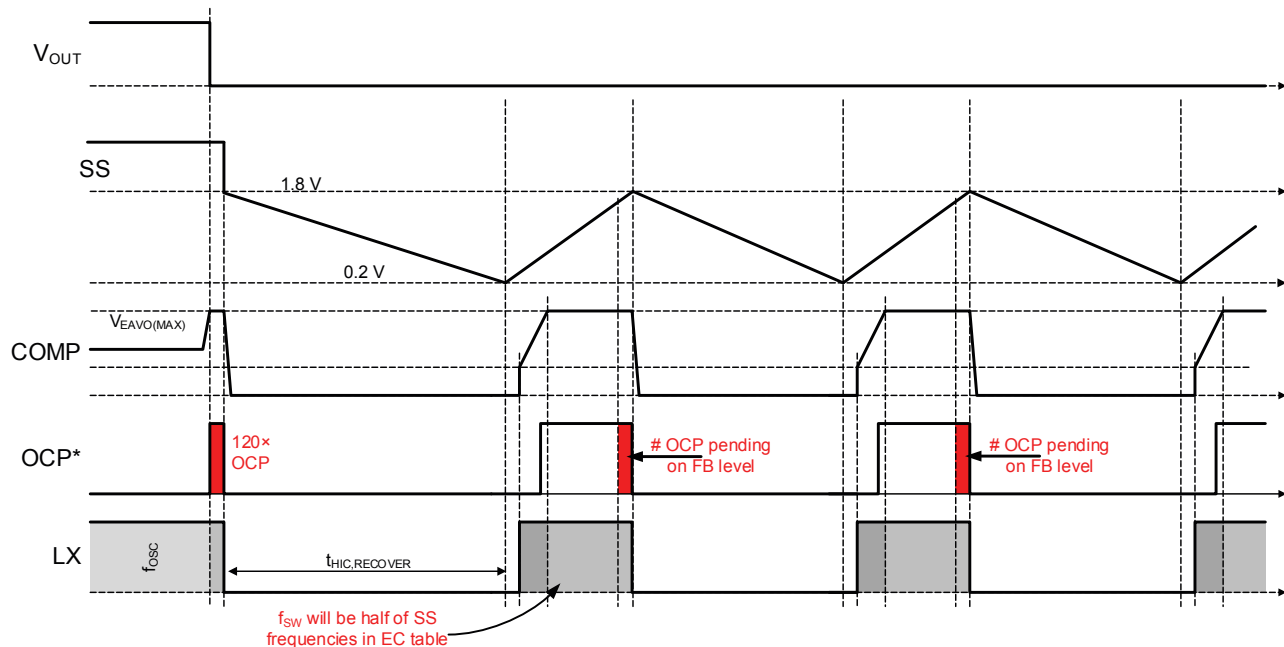 VOUT
SS
1.8 V
0.2 V
VEAVO(MAX)
COMP
120×
OCP
OCP*
# OCP pending
on FB level
# OCP pending
on FB level
LX
fOSC
tHIC,RECOVER
fSW will be half of SS
frequencies in EC table